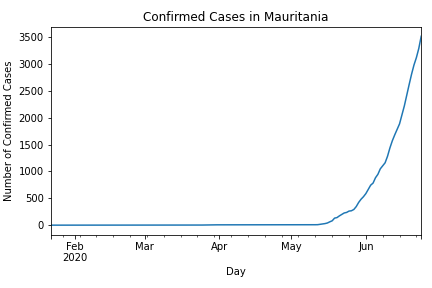 Confirmed Cases in Mauritania
Number of Confirmed Cases
3500
3000
2500
2000
1500
1000
500
0
Feb
2020
Mar
Apr
May
Jun
Day